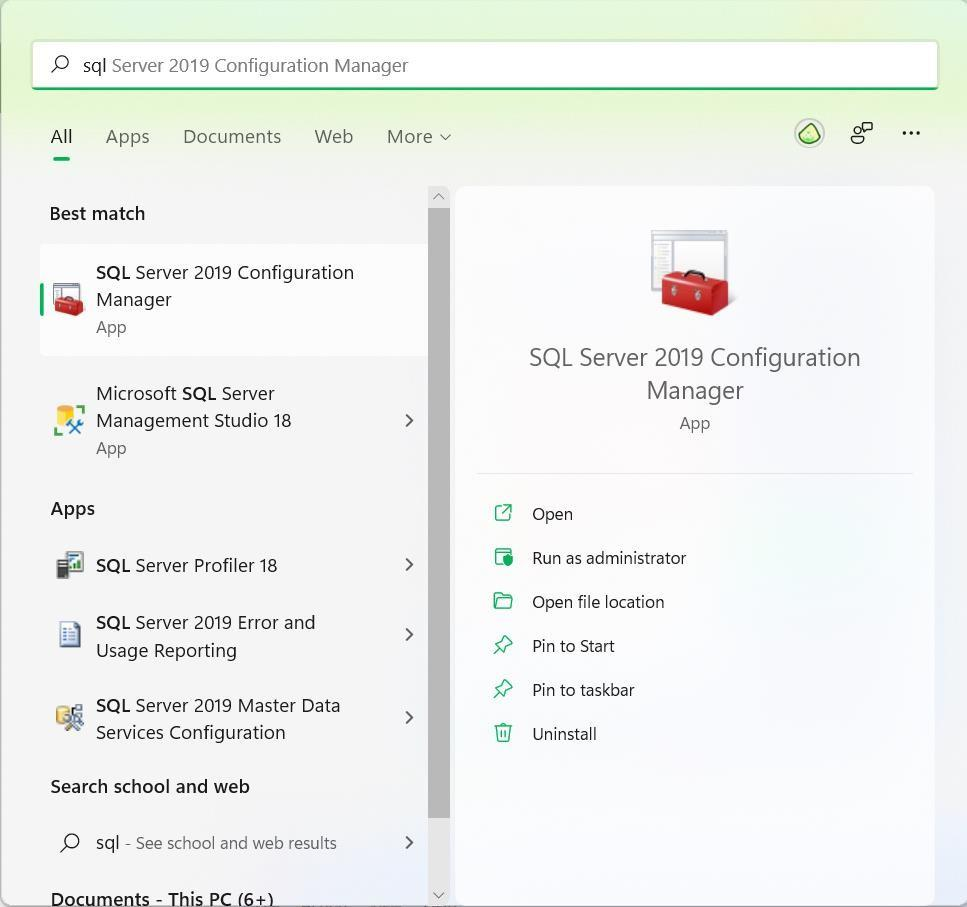 sql Server 2019 Configuration Manager
All Apps Documents Web More
Best match
SQL Server 2019 Configuration
Manager
App
Microsoft SQL Server
Management Studio 18
App
Apps
SQL Server Profiler 18
SQL Server 2019 Error and
Usage Reporting
SQL Server 2019 Master Data
Services Configuration
Search school and web
sql - See school and web results
Documents - This PC (6+)
SQL Server 2019 Configuration
Manager
App
Open
Run as administrator
Open file location
Pin to Start
Pin to taskbar
Uninstall